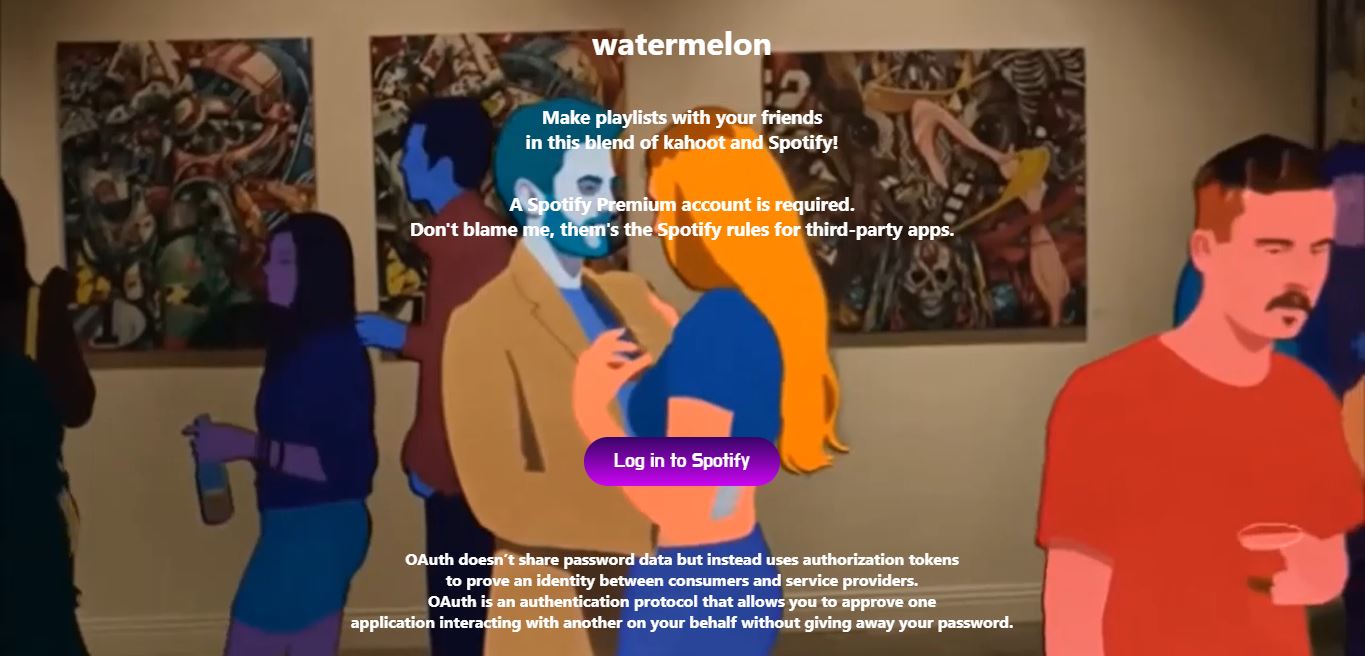 watermelon
Make playlists with your friends
in this blend of kahoot and Spotify!
A Spotify Premium account is required.
Don't blame me, them's the Spotify rules for third-party apps.
Log in to Spotify
OAuth doesn´t share password data but instead uses authorization tokens
to prove an identity between consumers and service providers.
OAuth is an authentication protocol that allows you to approve one
application interacting with another on your behalf without giving away your password.